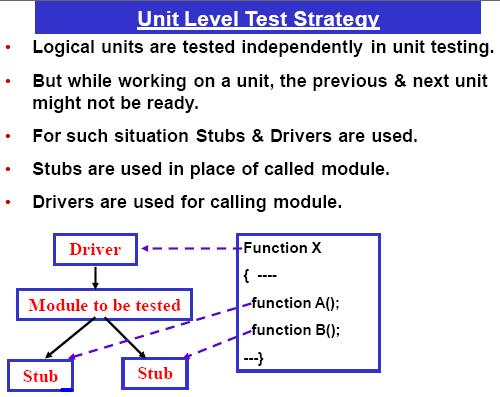 Unit Level Test Strategy
• Logical units are tested independently in unit testing.
• But while working on a unit, the previous & next unit
might not be ready.
• For such situation Stubs & Drivers are used.
• Stubs are used in place of called module.
• Drivers are used for calling module.
Driver
Module to be tested
Stub
Stub
Function X
{ ----
function A();
function B();
---}